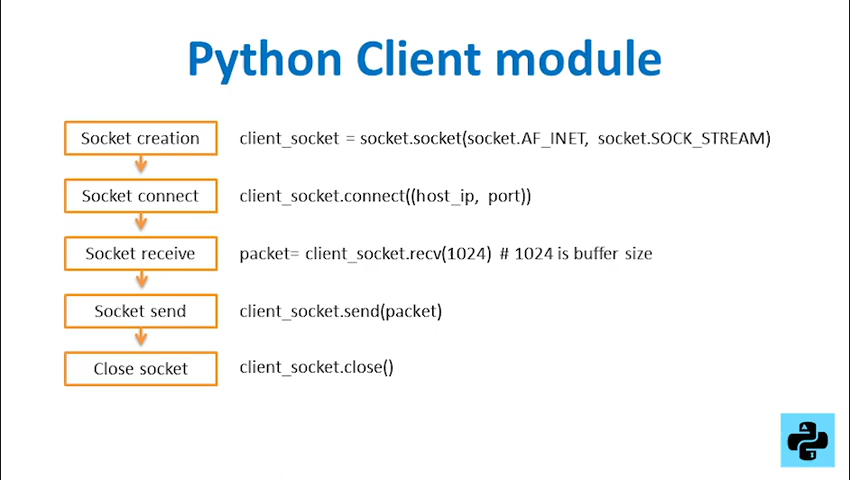 Python Client module
Socket creation client_socket = socket.socket(socket.AF_INET, socket.SOCK_STREAM)
Socket connect client_socket.connect((host_ip, port))
Socket receive packet= client_socket.recv(1024) # 1024 is buffer size
Socket send client_socket.send(packet)
Close socket client_socket.close()
A
I